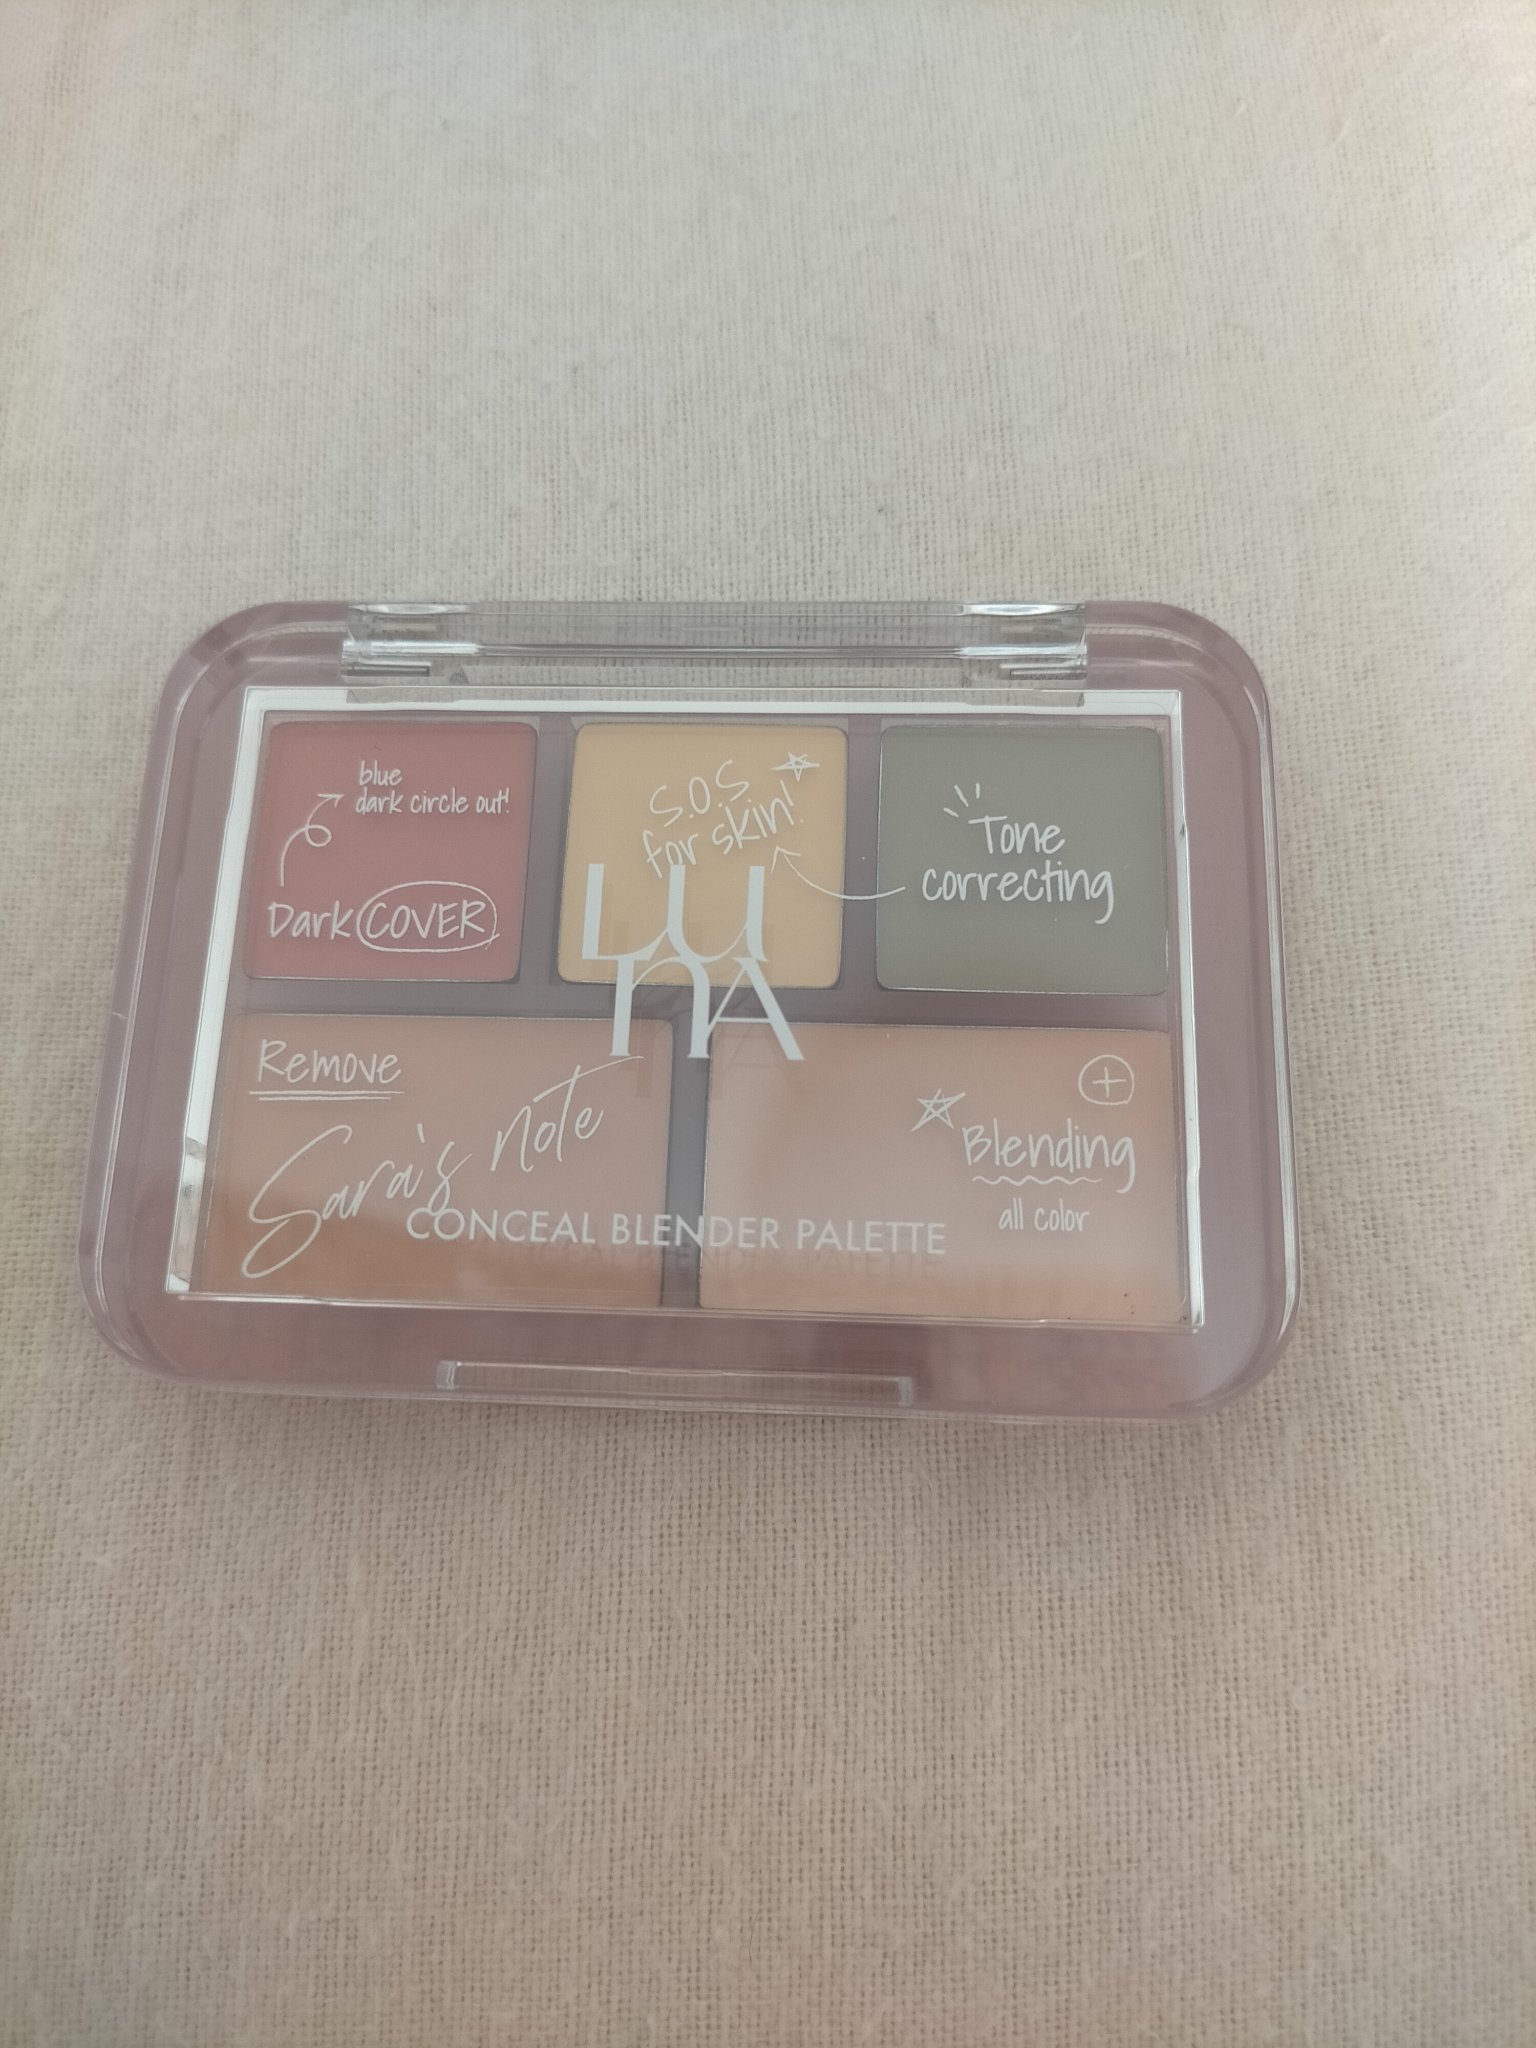 blue
dark circle out!
Dark COVER
S.O.S
for skin!
Tone
correcting
LUNA
Remove
Sara's note
CONCEAL BLENDER PALETTE
Blending
all color